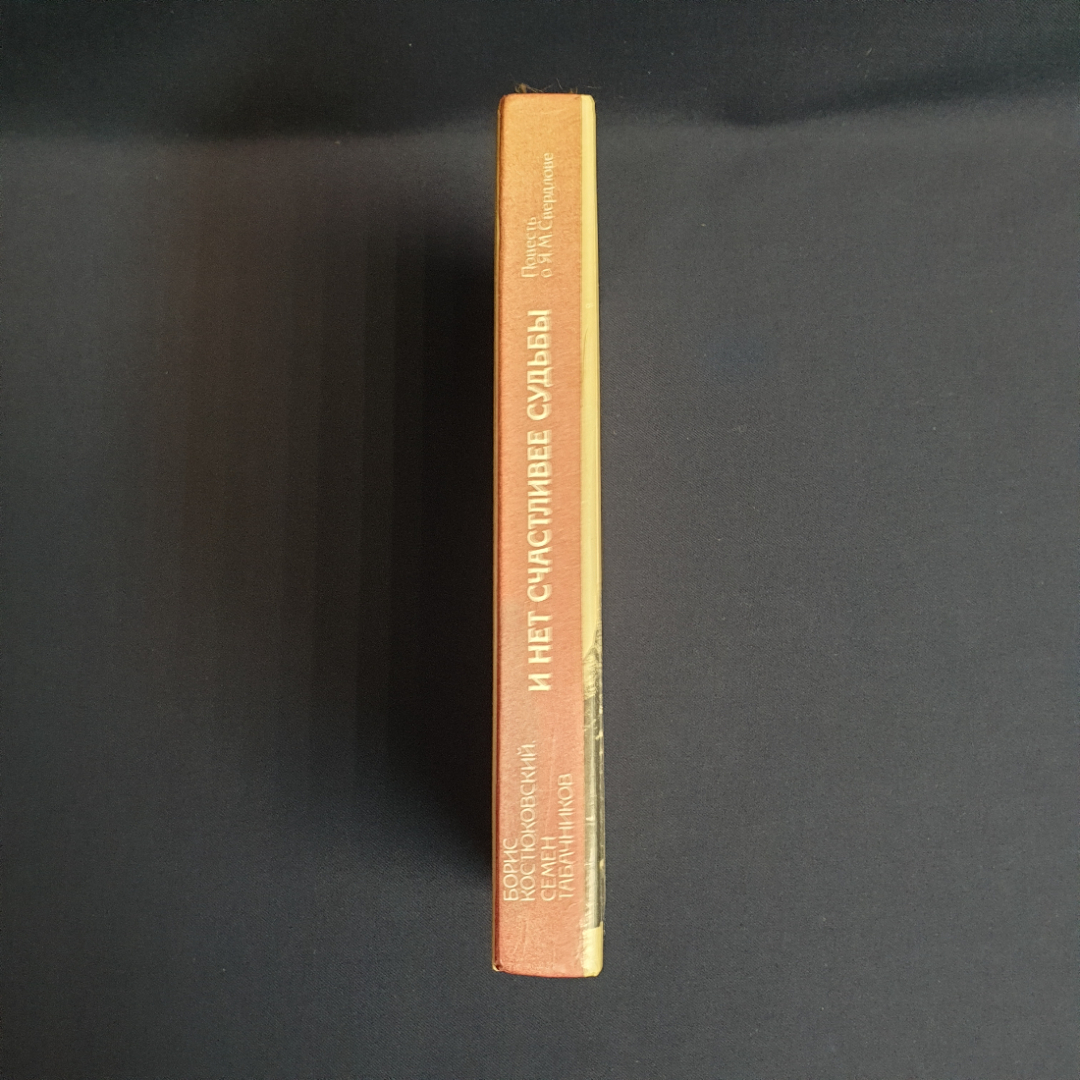 БОРИС
КОСТЮКОВСКИЙ,
СЕМЕН
ТАБАЧНИКОВ
И НЕТ СЧАСТЛИВЕЕ СУДЬБЫ
Повесть
о Я.М.Свердлове